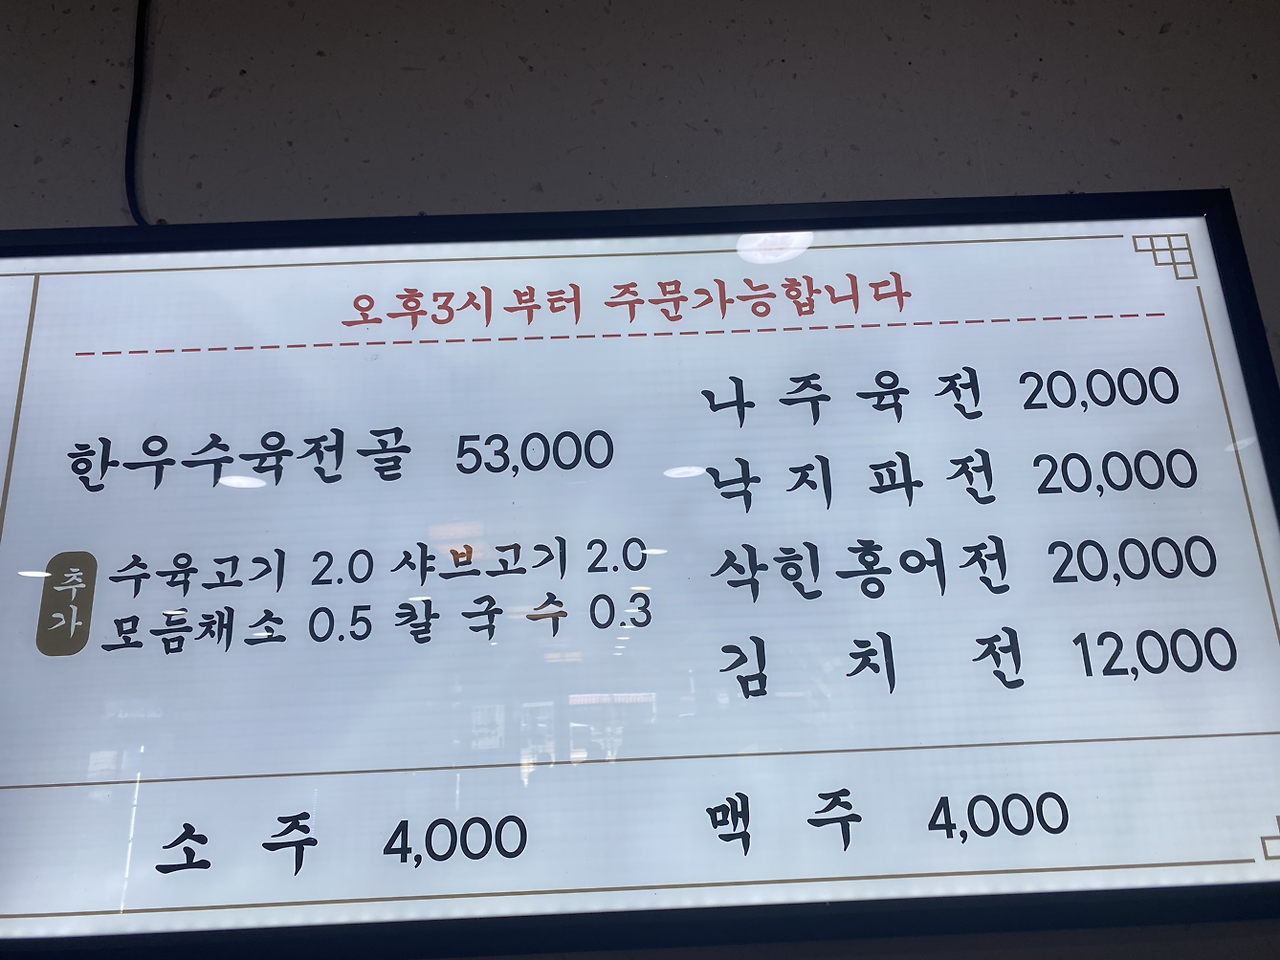 오후3시부터 주문가능합니다
한우수육전골 53,000
추가
수육고기 2.0 샤브고기 2.0
모듬채소 0.5 칼국수 0.3
나주육전 20,000
낙지파전 20,000
삭힌홍어전 20,000
김치전 12,000
소주 4,000
맥주 4,000